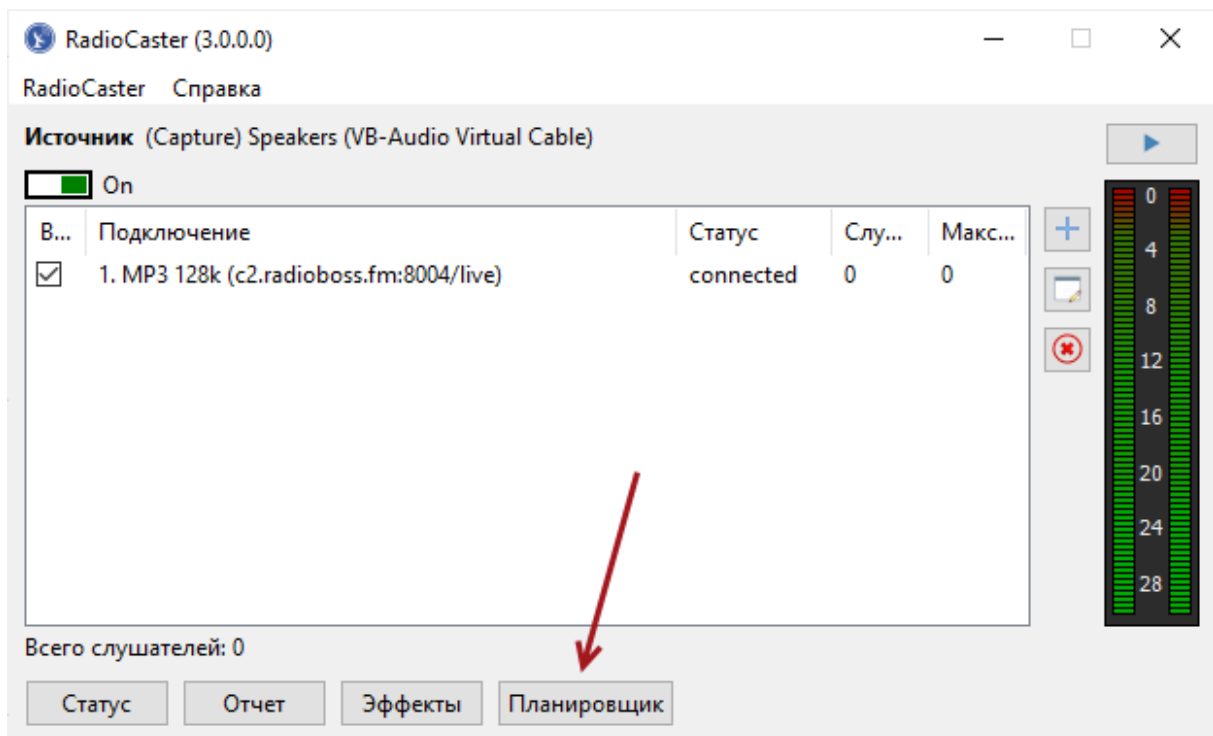 RadioCaster (3.0.0.0)
RadioCaster Справка
Источник (Capture) Speakers (VB-Audio Virtual Cable)
On
В... Подключение Статус Слу... Макс...
1. MP3 128k (c2.radioboss.fm:8004/live) connected 0 0
0
4
8
12
16
20
24
28
Всего слушателей: 0
Статус Отчет Эффекты Планировщик